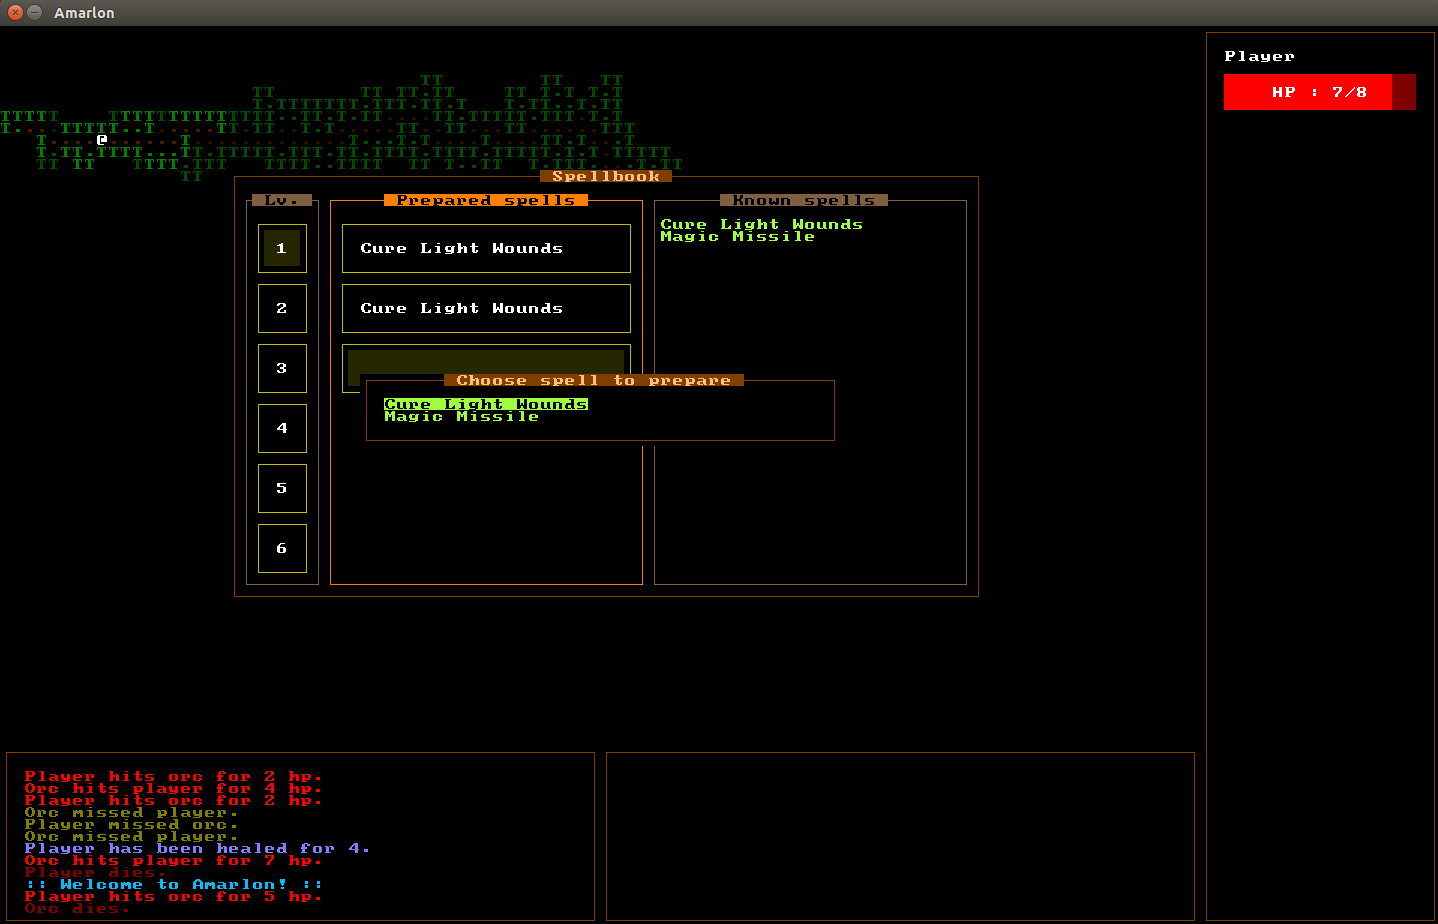 Amarlon
Player
HP : 7/8
Spellbook
Lv.
Prepared spells
Known spells
1
Cure Light Wounds
Cure Light Wounds
Magic Missile
2
Cure Light Wounds
3
Choose spell to prepare
Cure Light Wounds
Magic Missile
4
5
6
Player hits orc for 2 hp.
Orc hits player for 4 hp.
Player hits orc for 2 hp.
Orc missed player.
Player missed orc.
Orc missed player.
Player has been healed for 4.
Orc hits player for 7 hp.
Player dies.
:: Welcome to Amarlon! ::
Player hits orc for 5 hp.
Orc dies.